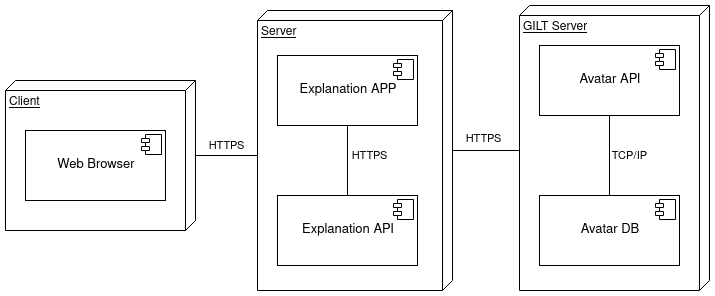 Client
Web Browser
HTTPS
Server
Explanation APP
HTTPS
Explanation API
HTTPS
GILT Server
Avatar API
TCP/IP
Avatar DB